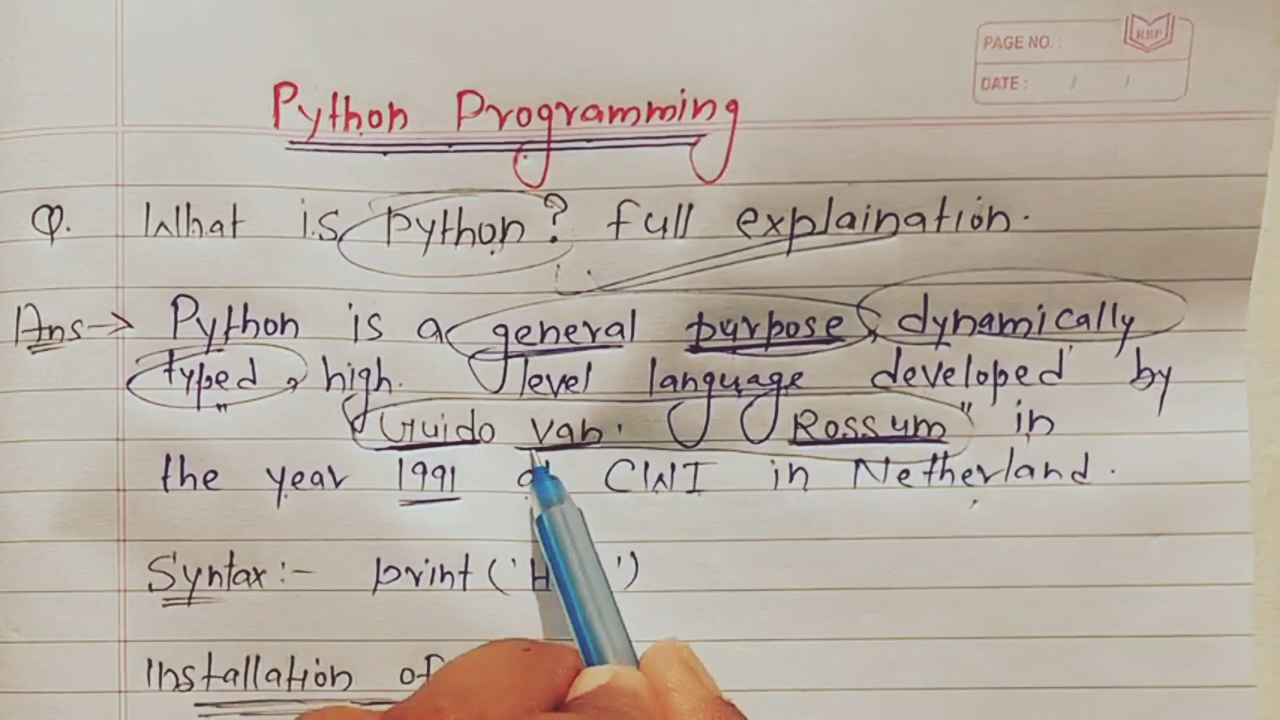 PAGE NO. :
RBP
DATE : / /
Python Programming
Q. What is python? full explaination.
Ans→ Python is a general purpose, dynamically
typed, high level language developed by
"Guido van Rossum" in
the year 1991 CWI in Netherland.
Syntax:- print (' ')
Installation of